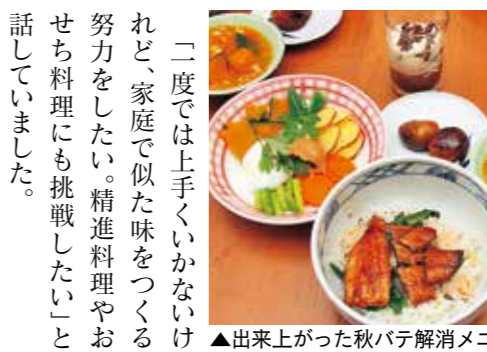 「一度では上手くいかないけ
れど、家庭で似た味をつくる
努力をしたい。精進料理やお
せち料理にも挑戦したい」と
話していました。
▲出来上がった秋バテ解消メニ